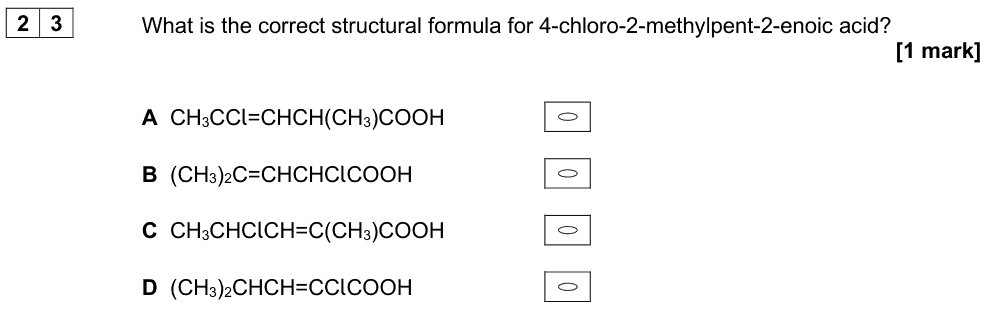 2 3 What is the correct structural formula for 4-chloro-2-methylpent-2-enoic acid?
[1 mark]
A CH₃CCl=CHCH(CH₃)COOH
B (CH₃)₂C=CHCHClCOOH
C CH₃CHClCH=C(CH₃)COOH
D (CH₃)₂CHCH=CClCOOH